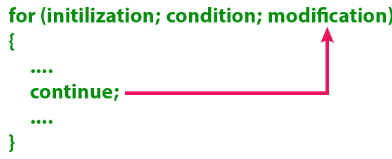 for (initilization; condition; modification)
{
....
continue;
....
}